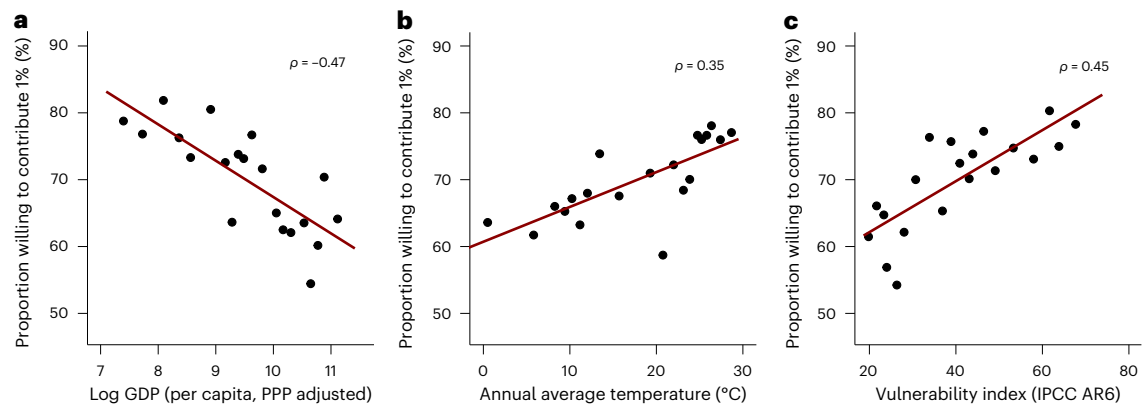 a
Proportion willing to contribute 1% (%)
90
80
70
60
50
ρ = –0.47
7
8
9
10
11
Log GDP (per capita, PPP adjusted)
b
Proportion willing to contribute 1% (%)
90
80
70
60
50
ρ = 0.35
0
10
20
30
Annual average temperature (°C)
c
Proportion willing to contribute 1% (%)
90
80
70
60
50
ρ = 0.45
20
40
60
80
Vulnerability index (IPCC AR6)